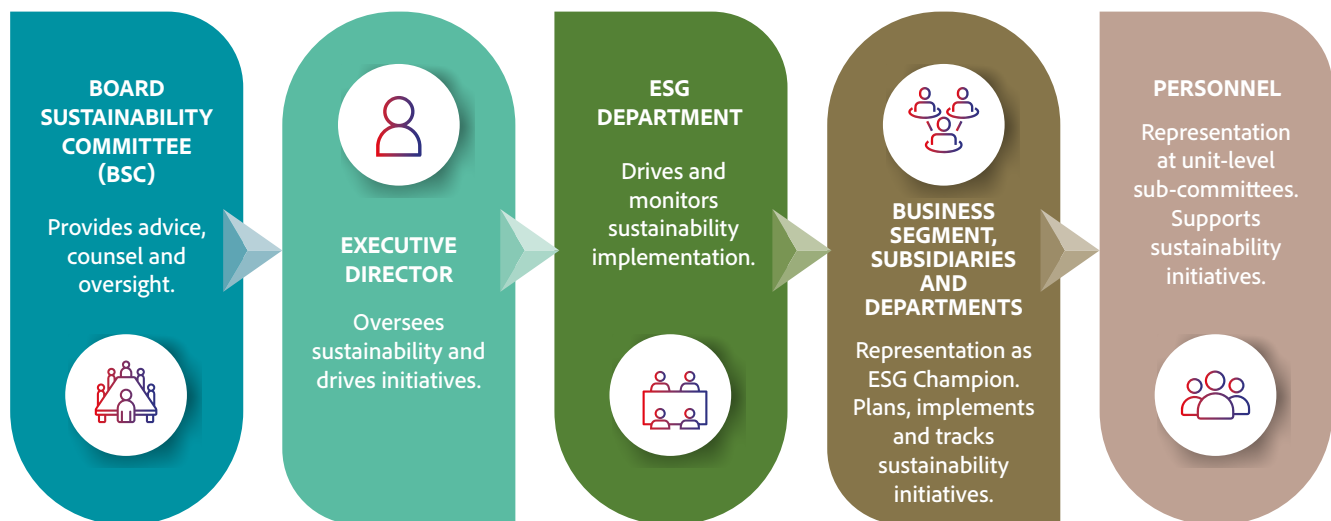 BOARD
SUSTAINABILITY
COMMITTEE
(BSC)
Provides advice,
counsel and
oversight.
EXECUTIVE
DIRECTOR
Oversees
sustainability and
drives initiatives.
ESG
DEPARTMENT
Drives and
monitors
sustainability
implementation.
BUSINESS
SEGMENT,
SUBSIDIARIES
AND
DEPARTMENTS
Representation as
ESG Champion.
Plans, implements
and tracks
sustainability
initiatives.
PERSONNEL
Representation
at unit-level
sub-committees.
Supports
sustainability
initiatives.